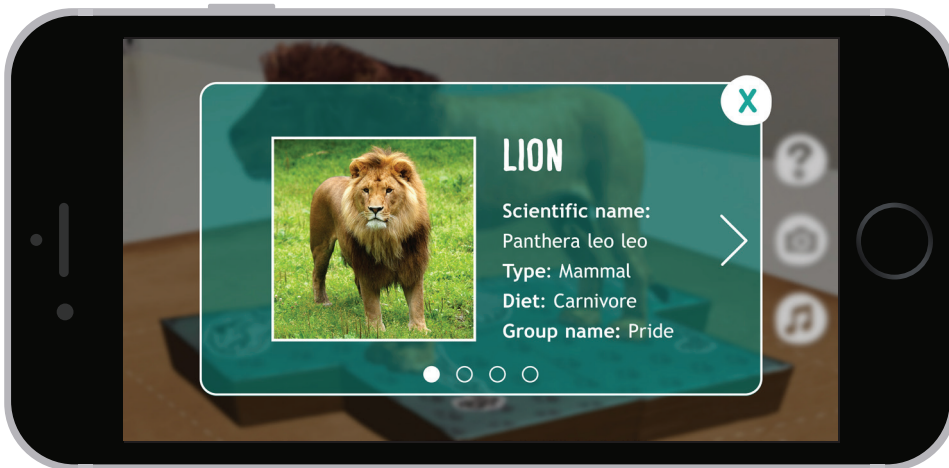 X
LION
Scientific name:
Panthera leo leo
Type: Mammal
Diet: Carnivore
Group name: Pride
?